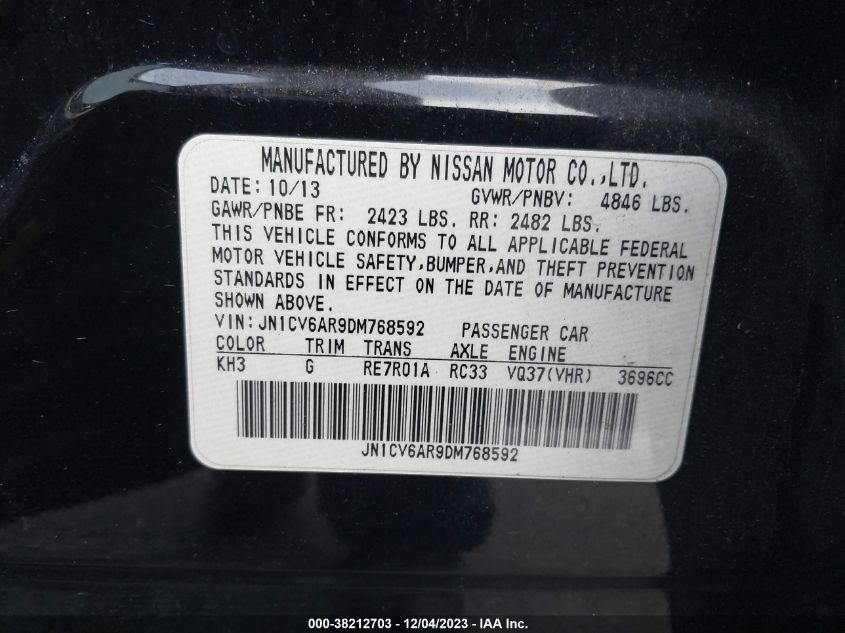 MANUFACTURED BY NISSAN MOTOR CO.,LTD.
DATE: 10/13 GVWR/PNBV: 4846 LBS.
GAWR/PNBE FR: 2423 LBS. RR: 2482 LBS.
THIS VEHICLE CONFORMS TO ALL APPLICABLE FEDERAL
MOTOR VEHICLE SAFETY,BUMPER,AND THEFT PREVENTION
STANDARDS IN EFFECT ON THE DATE OF MANUFACTURE
SHOWN ABOVE.
VIN:JN1CV6AR9DM768592 PASSENGER CAR
COLOR TRIM TRANS AXLE ENGINE
KH3 G RE7R01A RC33 VQ37(VHR) 3696CC
JN1CV6AR9DM768592
000-38212703 - 12/04/2023 - IAA Inc.